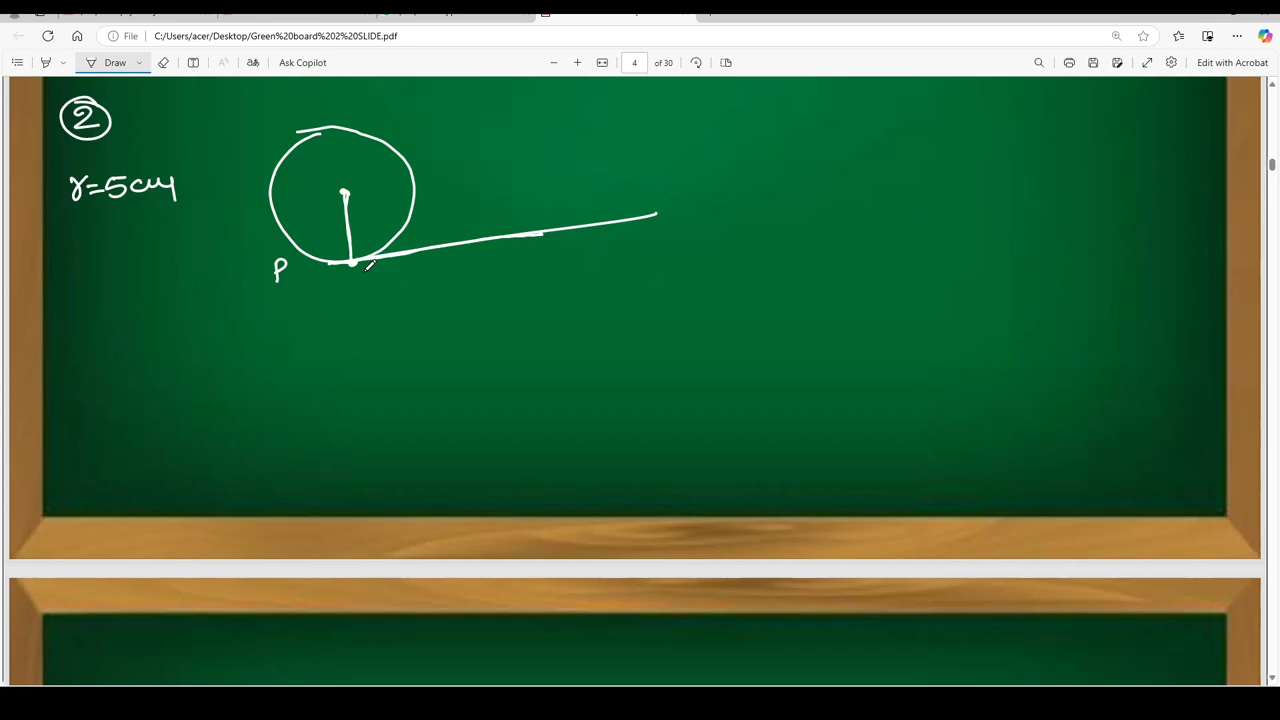 File
C:/Users/acer/Desktop/Green%20board%202%20SLIDE.pdf
Draw
Ask Copilot
4 of 30
Edit with Acrobat
2
r=5cm
P